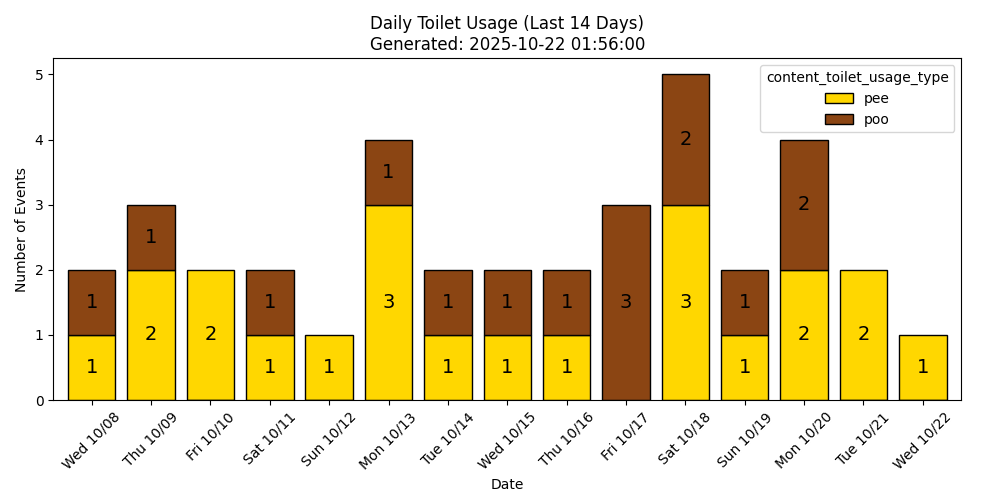 Daily Toilet Usage (Last 14 Days)
Generated: 2025-10-22 01:56:00
content_toilet_usage_type
pee
poo
Number of Events
5
4
3
2
1
0
2
1
1
1
2
3
1
1
1
1
3
2
1
2
2
1
1
1
1
3
1
1
1
3
1
2
2
1
Wed 10/08
Thu 10/09
Fri 10/10
Sat 10/11
Sun 10/12
Mon 10/13
Tue 10/14
Wed 10/15
Thu 10/16
Fri 10/17
Sat 10/18
Sun 10/19
Mon 10/20
Tue 10/21
Wed 10/22
Date